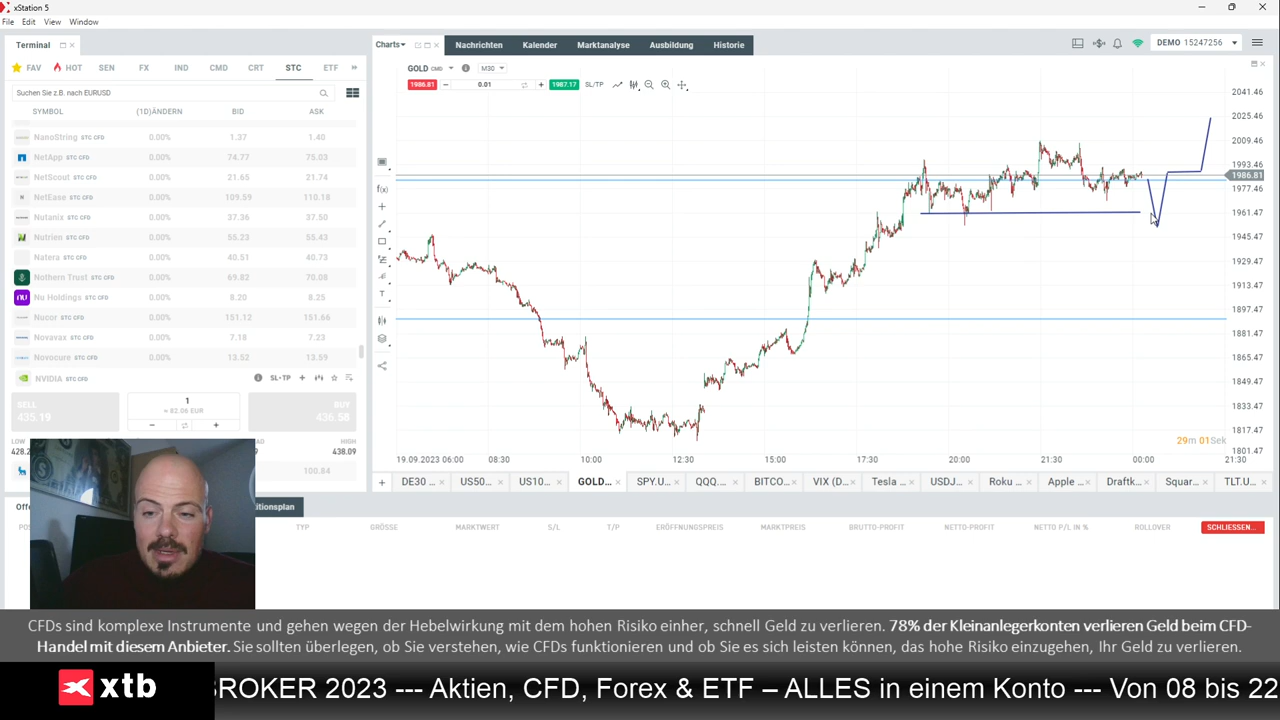 xStation 5
File Edit View Window
Terminal
FAV HOT SEN FX IND CMD CRT STC ETF
Suchen Sie z.B. nach EURUSD
SYMBOL (1D)ÄNDERN BID ASK
NanoString STC CFD 0.00% 1.37 1.40
NetApp STC CFD 0.00% 74.77 75.03
NetScout STC CFD 0.00% 21.65 21.74
NetEase STC CFD 0.00% 109.59 110.18
Nutanix STC CFD 0.00% 37.36 37.50
Nutrien STC CFD 0.00% 55.23 55.43
Natera STC CFD 0.00% 40.51 40.73
Nothern Trust STC CFD 0.00% 69.82 70.08
Nu Holdings STC CFD 0.00% 8.20 8.25
Nucor STC CFD 0.00% 151.12 151.66
Novavax STC CFD 0.00% 7.18 7.23
Novocure STC CFD 0.00% 13.52 13.59
NVIDIA STC CFD SL+TP
SELL 435.19
1
≈ 82.06 EUR
BUY 436.58
LOW HIGH
438.09
100.84
Charts Nachrichten Kalender Marktanalyse Ausbildung Historie
DEMO 15247256
GOLD CMD M30
1986.81 0.01 1987.17 SL/TP
2041.46
2025.46
2009.46
1993.46
1986.81
1977.46
1961.47
1945.47
1929.47
1913.47
1897.47
1881.47
1865.47
1849.47
1833.47
1817.47
1801.47
29m 01Sek
19.09.2023 06:00 08:30 10:00 12:30 15:00 17:30 20:00 21:30 00:00 21:30
DE30 ... US50... US10... GOLD... SPY.U... QQQ.... BITCO... VIX (D... Tesla ... USDJ... Roku ... Apple ... Draftk... Squar... TLT.U...
TYP GRÖSSE MARKTWERT S/L T/P ERÖFFNUNGSPREIS MARKTPREIS BRUTTO-PROFIT NETTO-PROFIT NETTO P/L IN % ROLLOVER SCHLIESSEN...
CFDs sind komplexe Instrumente und gehen wegen der Hebelwirkung mit dem hohen Risiko einher, schnell Geld zu verlieren. 78% der Kleinanlegerkonten verlieren Geld beim CFD-
Handel mit diesem Anbieter. Sie sollten überlegen, ob Sie verstehen, wie CFDs funktionieren und ob Sie es sich leisten können, das hohe Risiko einzugehen, Ihr Geld zu verlieren.
xtb
BROKER 2023 --- Aktien, CFD, Forex & ETF – ALLES in einem Konto --- Von 08 bis 22